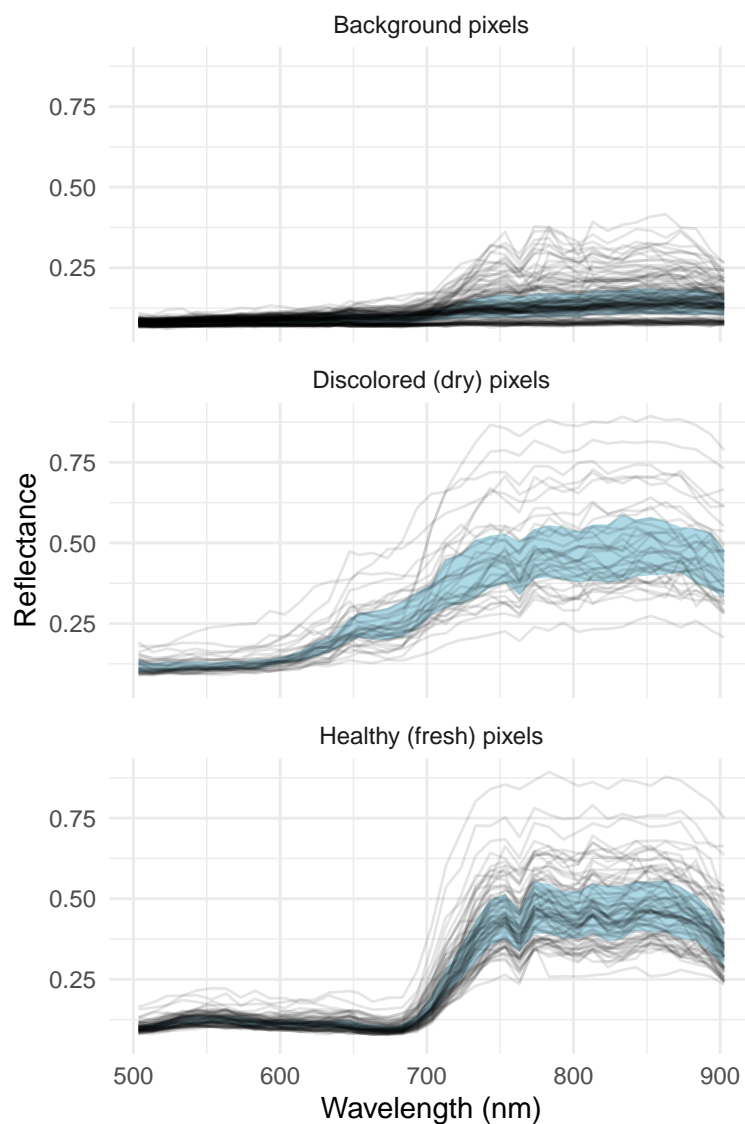 Background pixels
0.75
0.50
0.25
Discolored (dry) pixels
0.75
0.50
0.25
Reflectance
Healthy (fresh) pixels
0.75
0.50
0.25
500 600 700 800 900
Wavelength (nm)